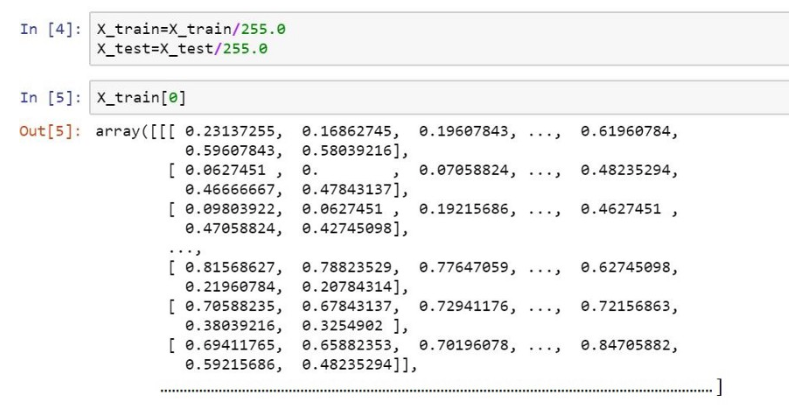 In [4]: X_train=X_train/255.0
X_test=X_test/255.0
In [5]: X_train[0]
Out[5]: array([[[ 0.23137255, 0.16862745, 0.19607843, ..., 0.61960784,
0.59607843, 0.58039216],
[ 0.0627451 , 0.        , 0.07058824, ..., 0.48235294,
0.46666667, 0.47843137],
[ 0.09803922, 0.0627451 , 0.19215686, ..., 0.4627451 ,
0.47058824, 0.42745098],
...,
[ 0.81568627, 0.78823529, 0.77647059, ..., 0.62745098,
0.21960784, 0.20784314],
[ 0.70588235, 0.67843137, 0.72941176, ..., 0.72156863,
0.38039216, 0.3254902 ],
[ 0.69411765, 0.65882353, 0.70196078, ..., 0.84705882,
0.59215686, 0.48235294]],
........................................................................................................................ ]